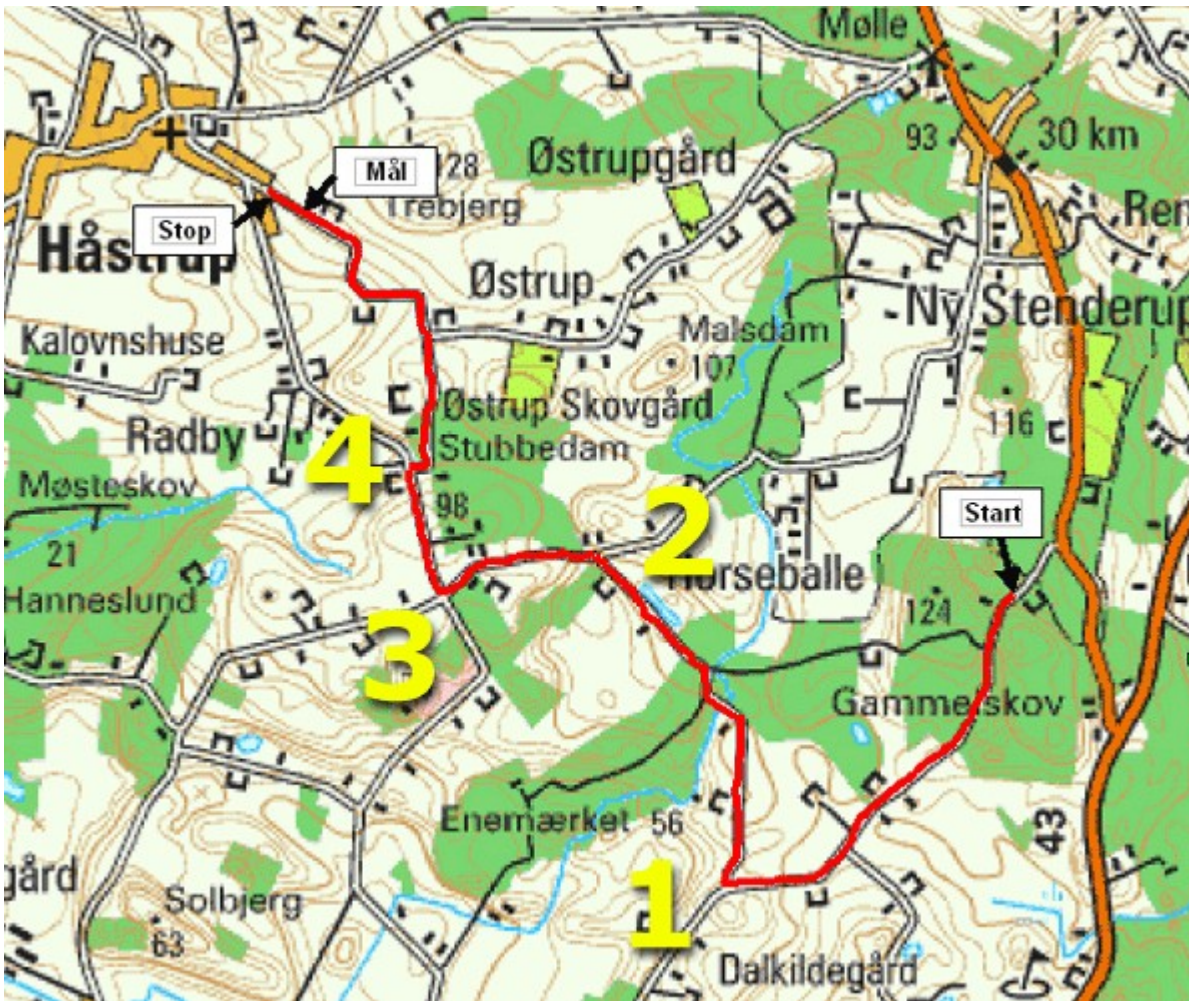 Mølle
93
30 km
Østrupgård
Mål
128
Trebjerg
Stop
Håstrup
Østrup
Ny Stenderup
Malsdam
107
Kalovnshuse
Østrup Skovgård
Radby
4
Stubbedam
116
Møsteskov
98
2
Start
21
Horseballe
Hanneslund
124
3
Gammelskov
Enemærket
56
43
gård
Solbjerg
1
63
Dalkildegård